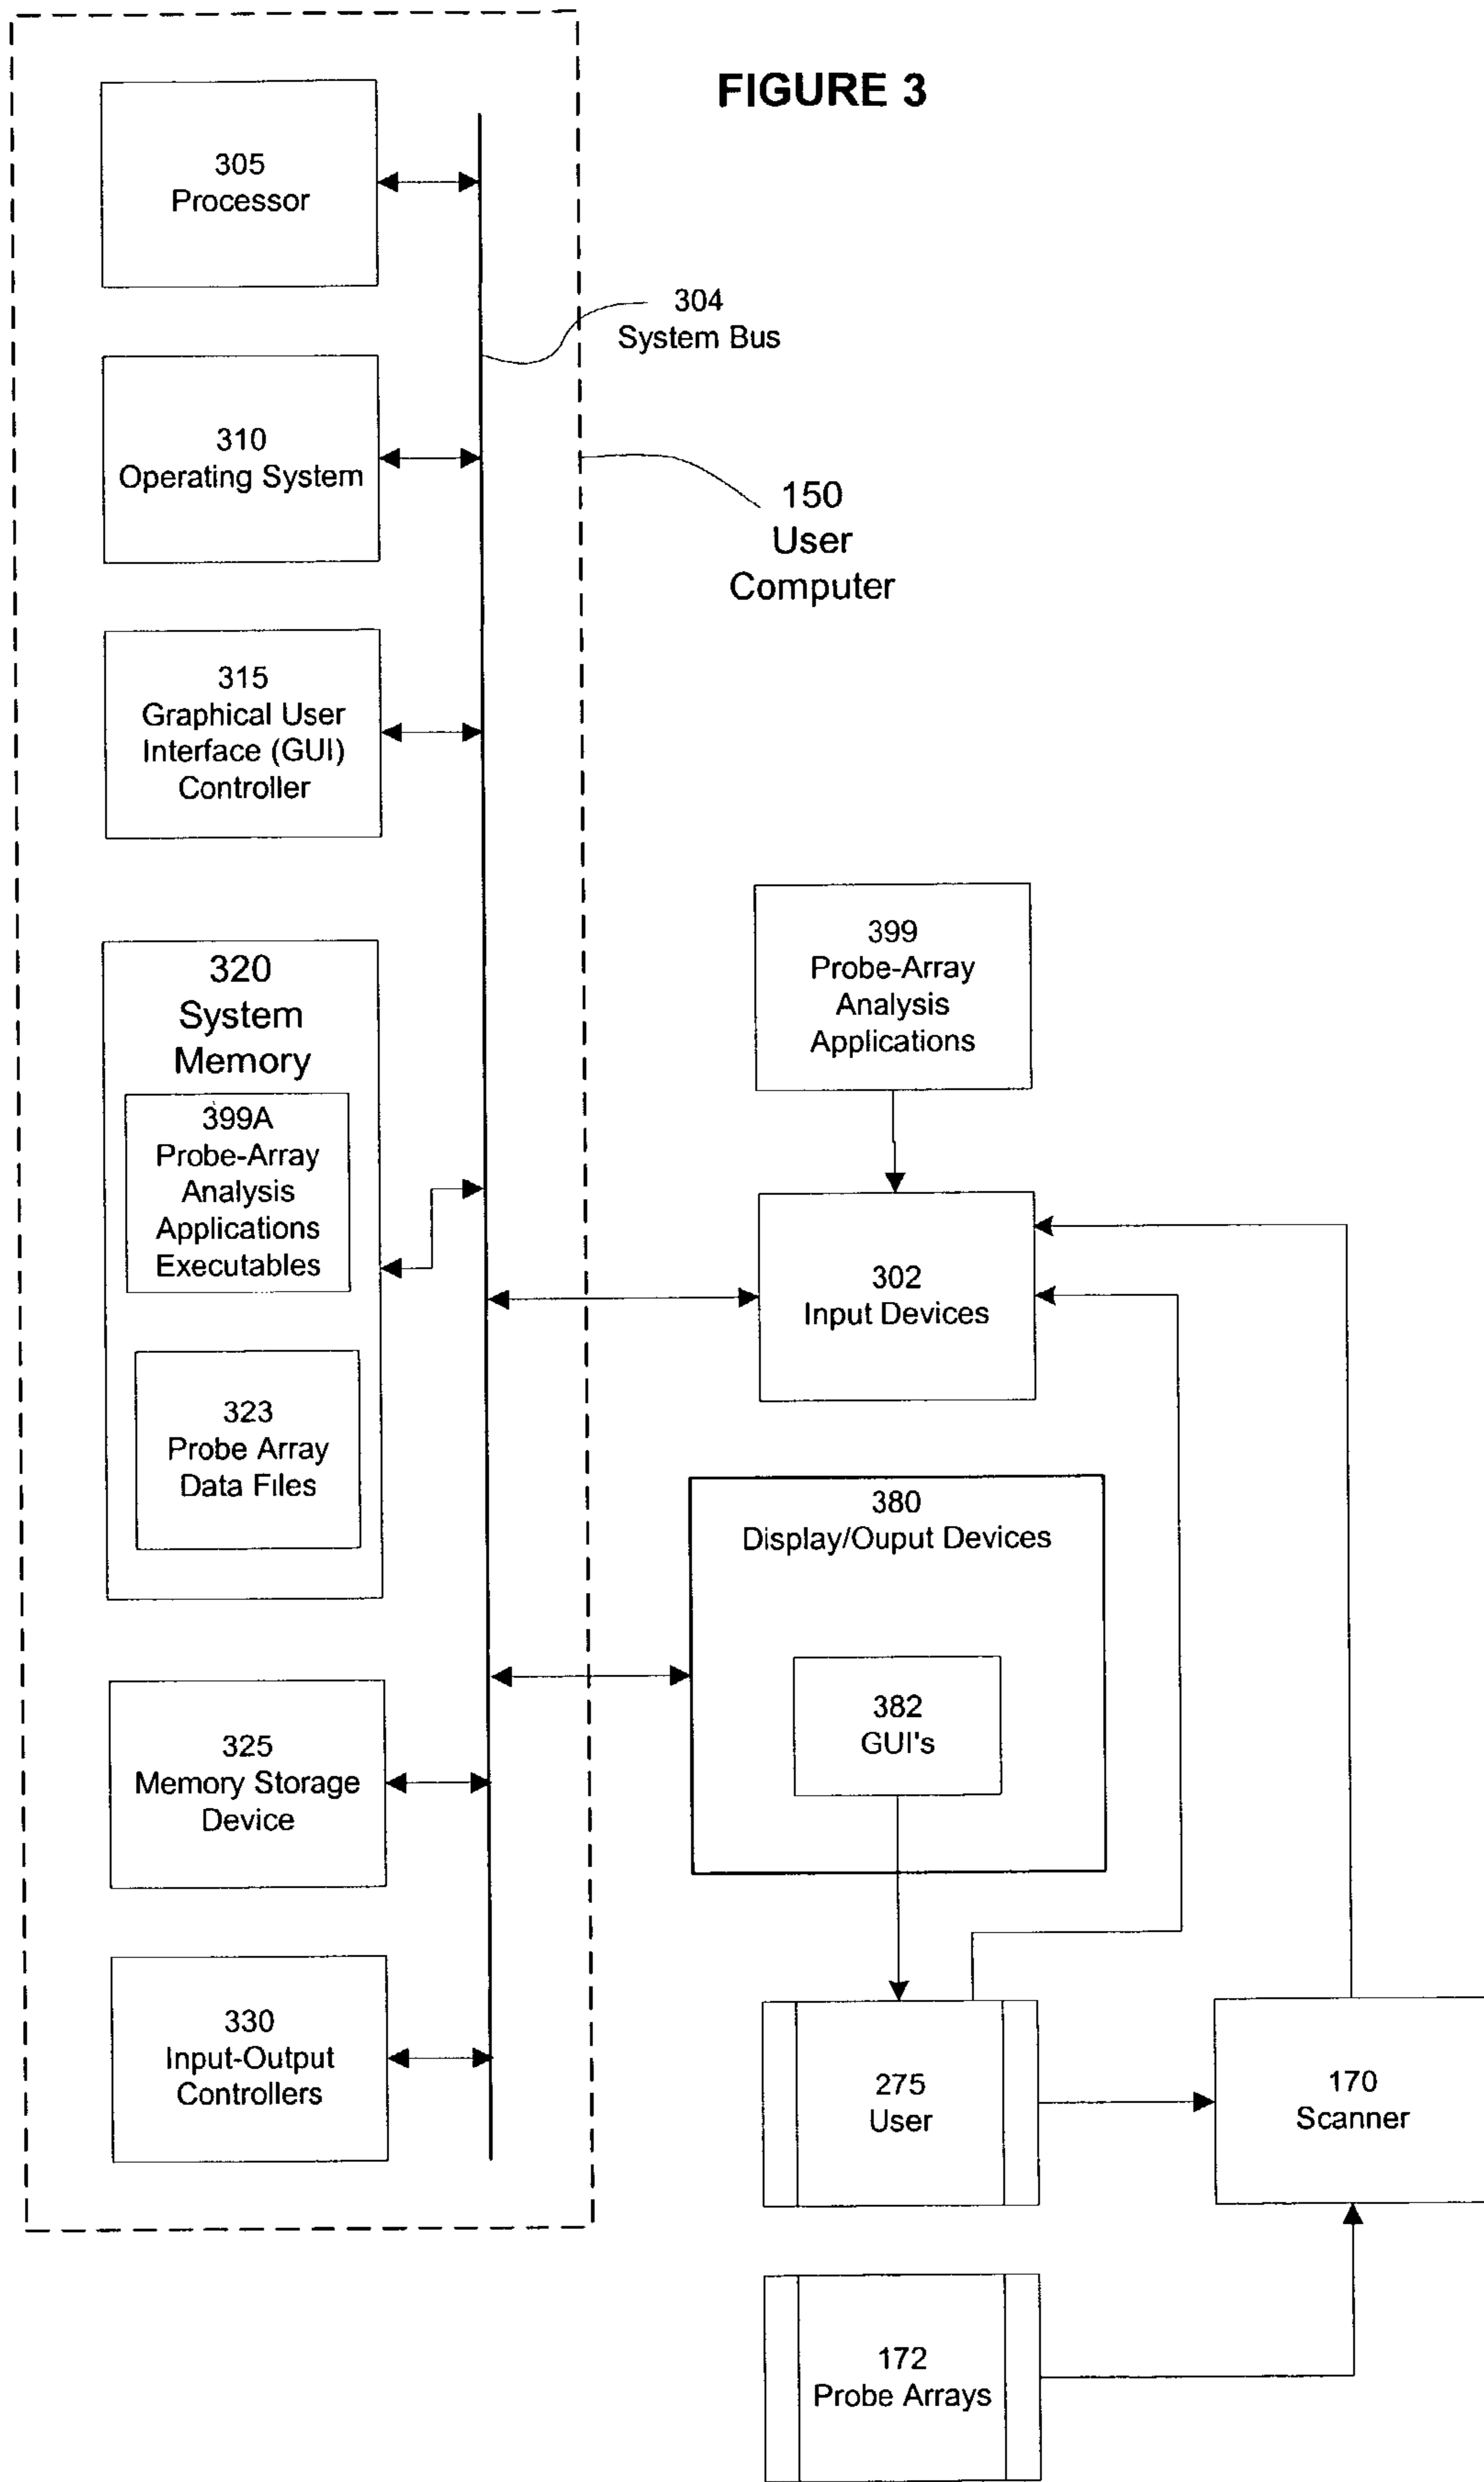 FIGURE 3
305
Processor
304
System Bus
310
Operating System
150
User
Computer
315
Graphical User
Interface (GUI)
Controller
320
System
Memory
399A
Probe-Array
Analysis
Applications
Executables
323
Probe Array
Data Files
399
Probe-Array
Analysis
Applications
302
Input Devices
380
Display/Ouput Devices
382
GUI's
325
Memory Storage
Device
330
Input-Output
Controllers
275
User
170
Scanner
172
Probe Arrays